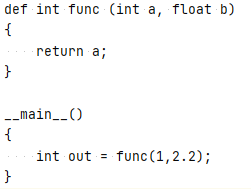 def int func (int a, float b)
{
    return a;
}

__main__()
{
    int out = func(1,2.2);
}